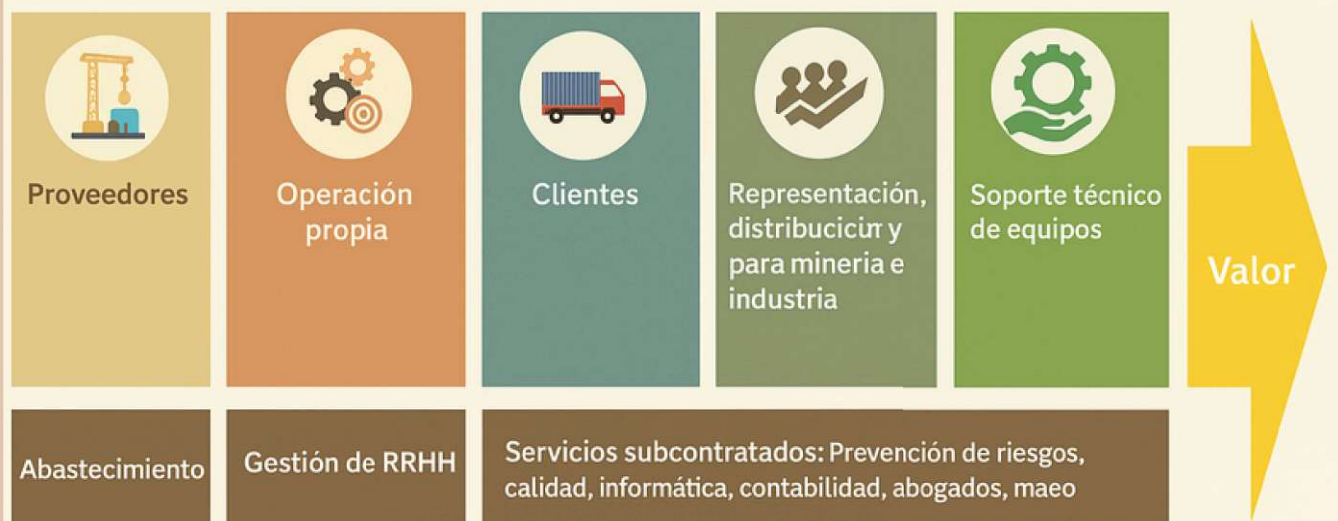 Proveedores
Operación
propia
Clientes
Representación,
distribucicir y
para mineria e
industria
Soporte técnico
de equipos
Valor
Abastecimiento
Gestión de RRHH
Servicios subcontratados: Prevención de riesgos,
calidad, informática, contabilidad, abogados, maeo